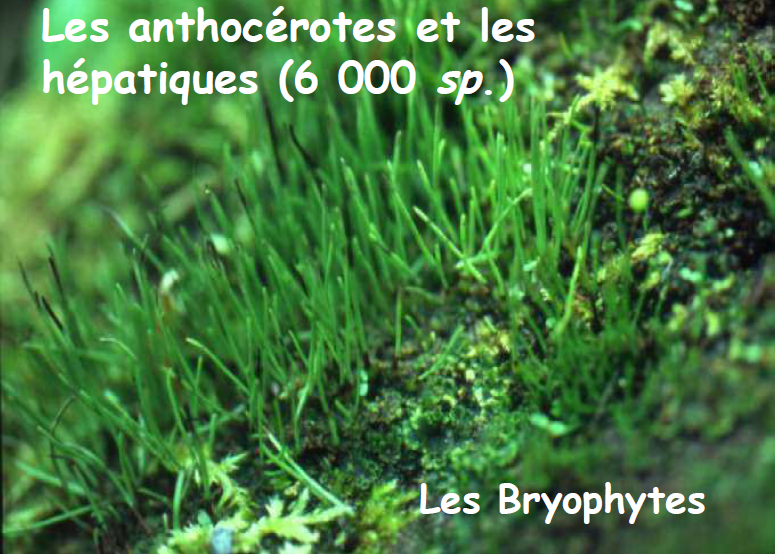 Les anthocérotes et les
hépatiques (6 000 sp.)
Les Bryophytes